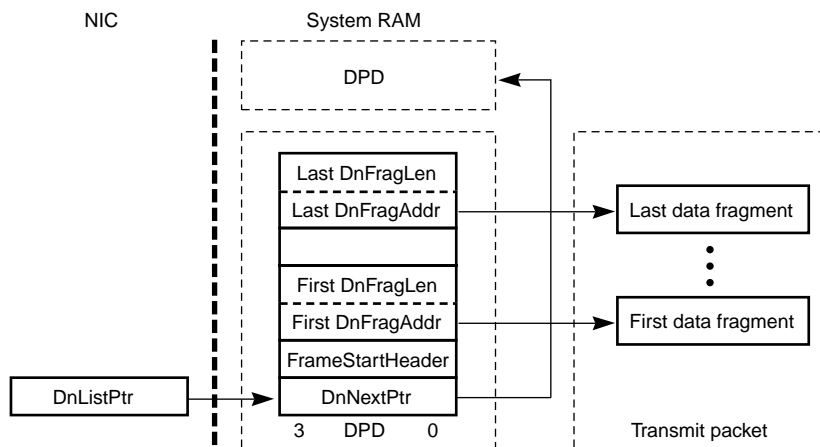 NIC
System RAM
DPD
Last DnFragLen
Last DnFragAddr
Last data fragment
First DnFragLen
First DnFragAddr
First data fragment
FrameStartHeader
DnListPtr
DnNextPtr
3 DPD 0
Transmit packet